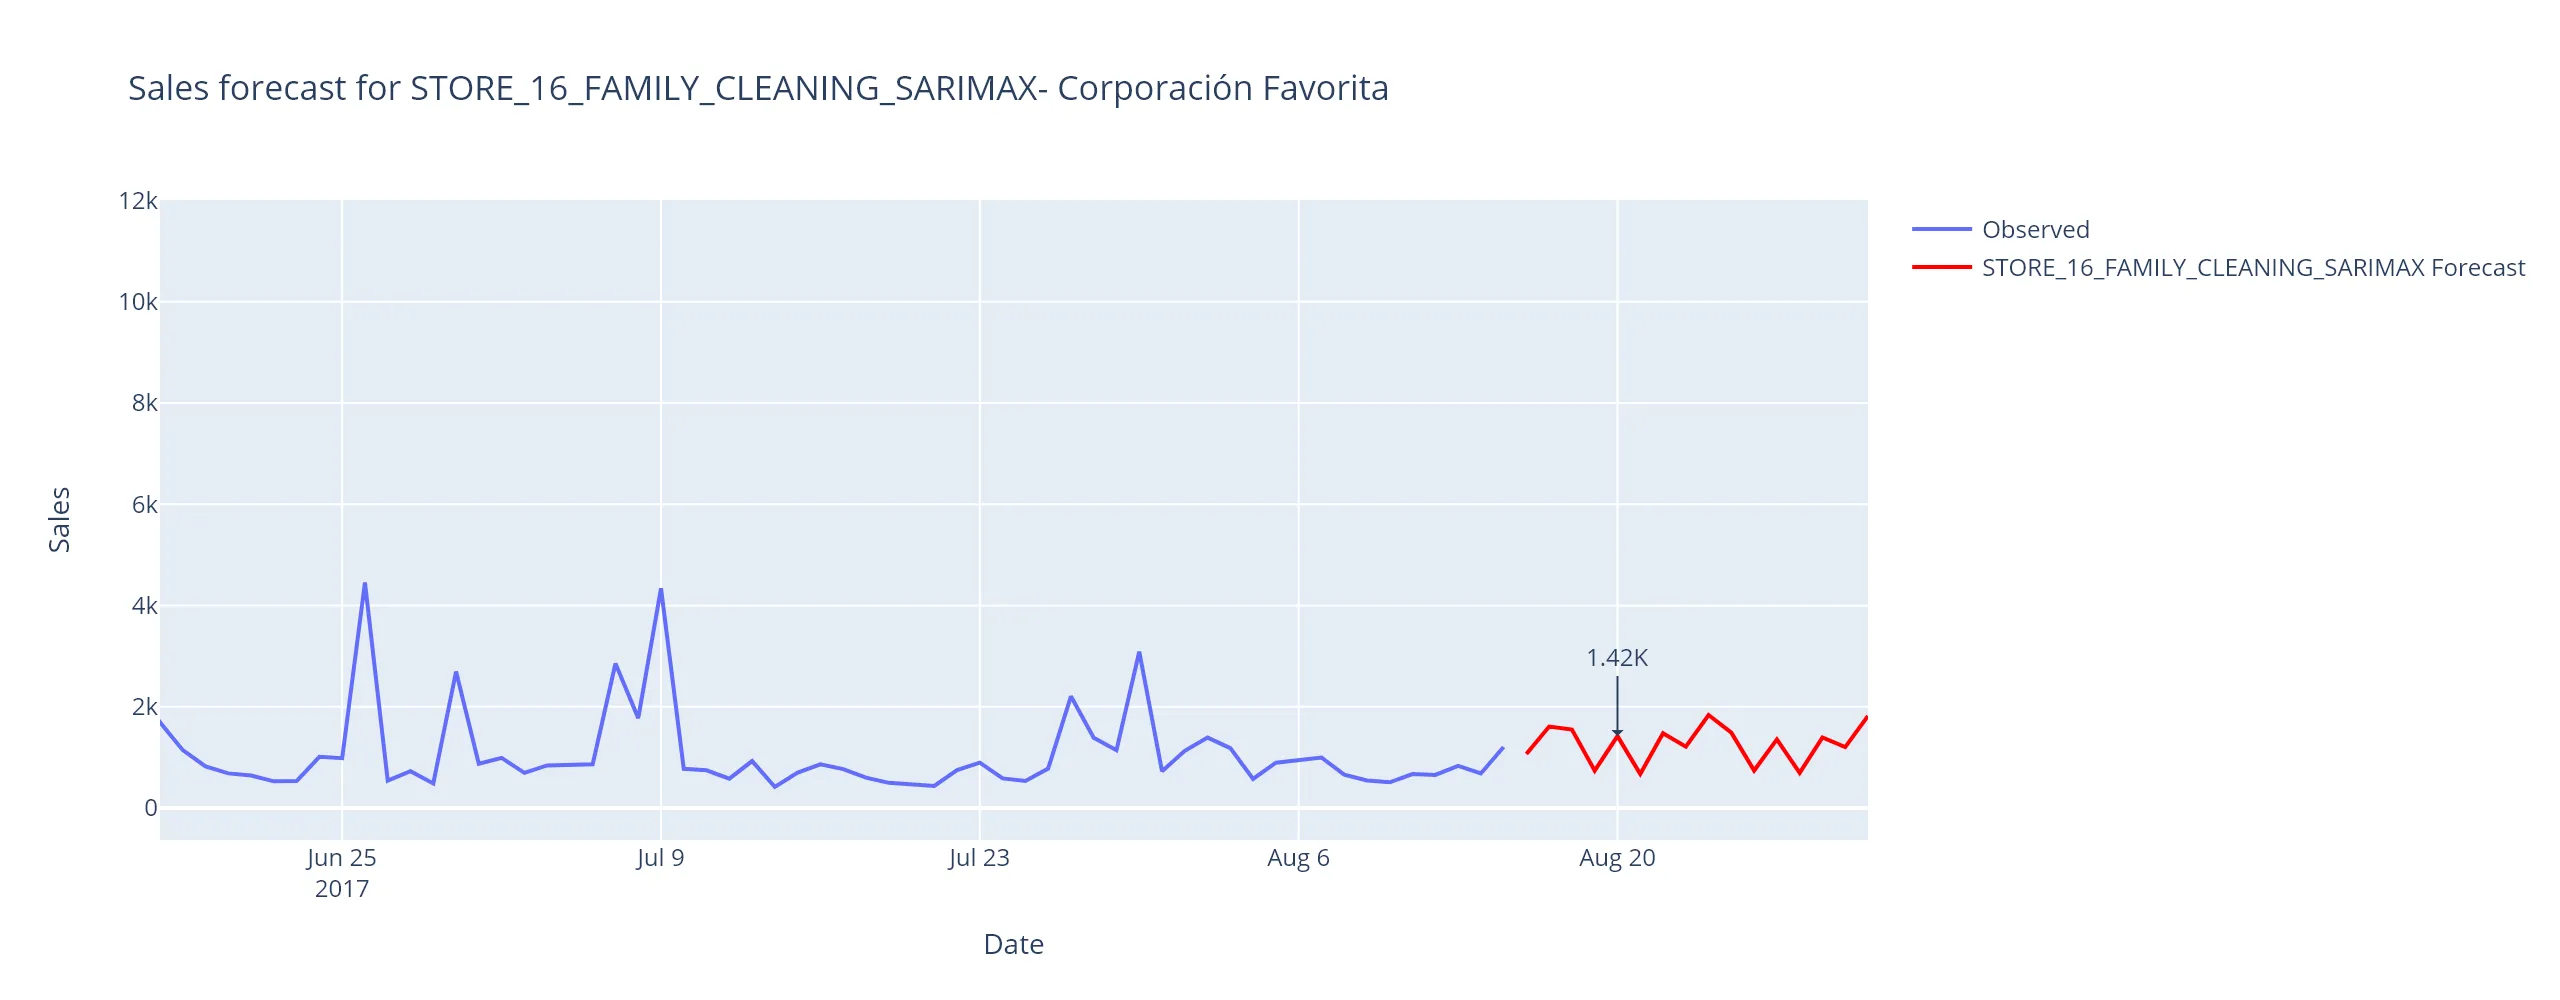 Sales forecast for STORE_16_FAMILY_CLEANING_SARIMAX- Corporación Favorita
12k
10k
8k
6k
4k
2k
0
Sales
1.42K
Jun 25
2017
Jul 9
Jul 23
Aug 6
Aug 20
Date
Observed
STORE_16_FAMILY_CLEANING_SARIMAX Forecast